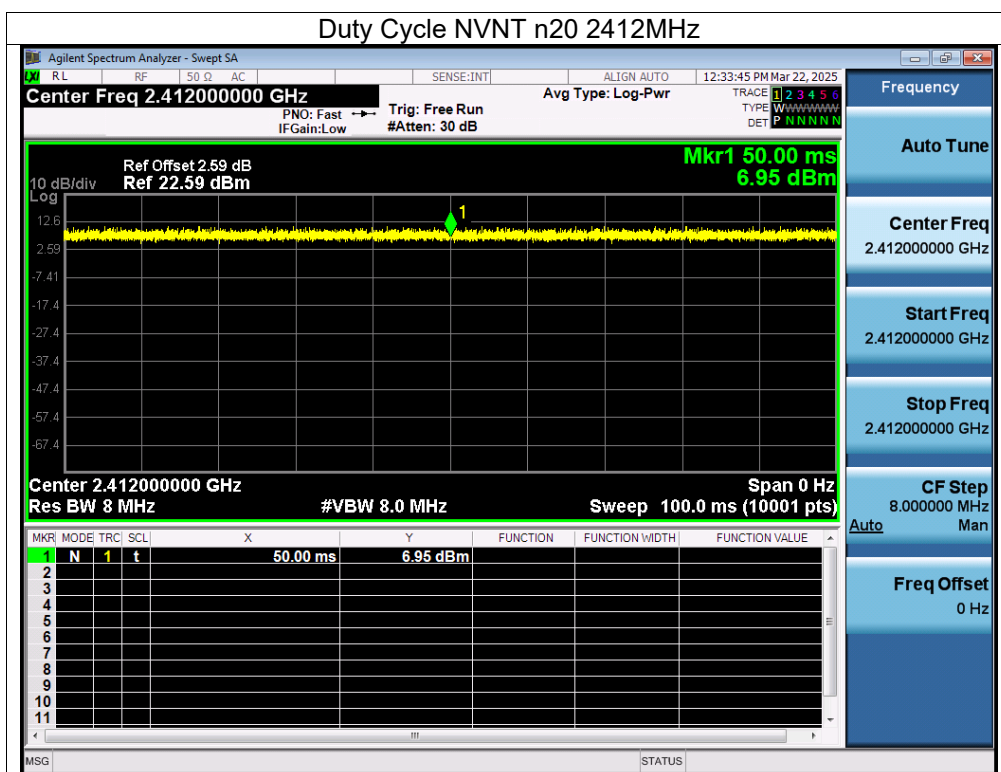 Duty Cycle NVNT n20 2412MHz
Agilent Spectrum Analyzer - Swept SA
LXI RL RF 50 Ω AC SENSE:INT ALIGN AUTO 12:33:45 PM Mar 22, 2025
Center Freq 2.412000000 GHz
PNO: Fast
IFGain:Low
Trig: Free Run
#Atten: 30 dB
Avg Type: Log-Pwr
TRACE 1 2 3 4 5 6
TYPE WWWWWW
DET P N N N N N
Mkr1 50.00 ms
6.95 dBm
Ref Offset 2.59 dB
10 dB/div Ref 22.59 dBm
Log
1
12.6
2.59
-7.41
-17.4
-27.4
-37.4
-47.4
-57.4
-67.4
Center 2.412000000 GHz Span 0 Hz
Res BW 8 MHz #VBW 8.0 MHz Sweep 100.0 ms (10001 pts)
MKR MODE TRC SCL X Y FUNCTION FUNCTION WIDTH FUNCTION VALUE
1 N 1 t 50.00 ms 6.95 dBm
2
3
4
5
6
7
8
9
10
11
MSG STATUS
Frequency
Auto Tune
Center Freq
2.412000000 GHz
Start Freq
2.412000000 GHz
Stop Freq
2.412000000 GHz
CF Step
8.000000 MHz
Auto Man
Freq Offset
0 Hz